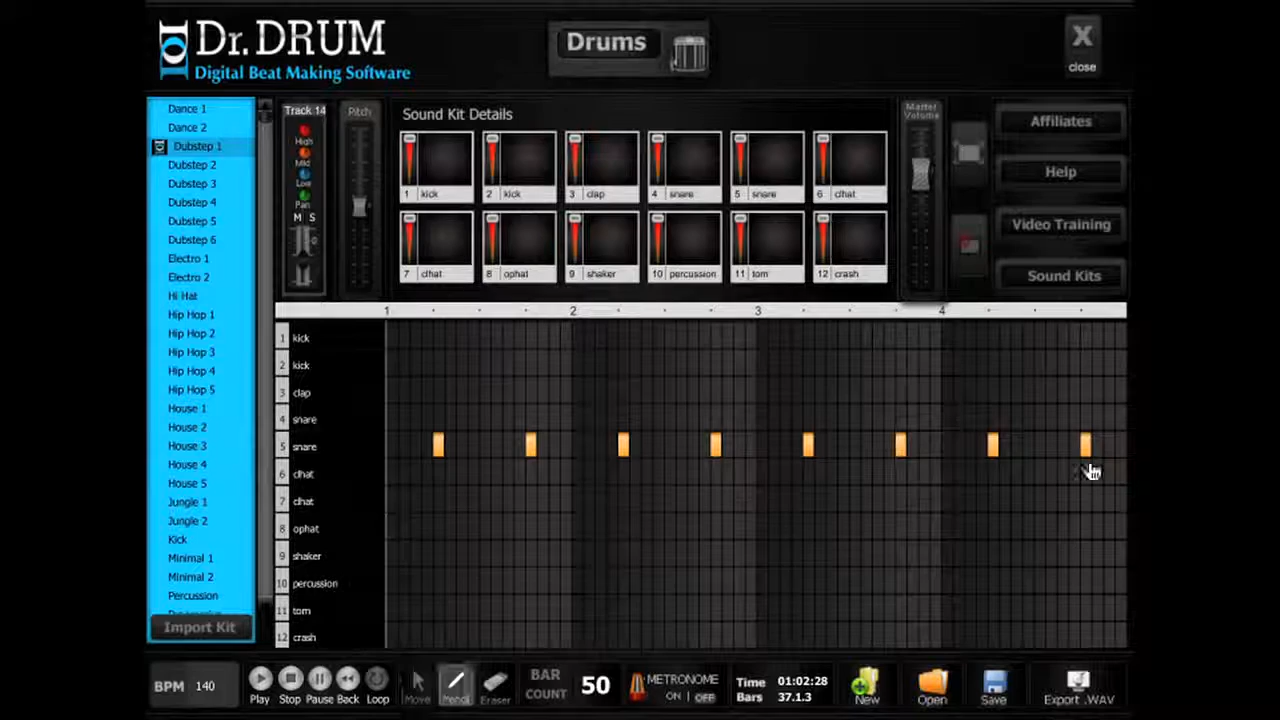 Dr.DRUM
Digital Beat Making Software
Drums
X
close
Dance 1
Dance 2
Dubstep 1
Dubstep 2
Dubstep 3
Dubstep 4
Dubstep 5
Dubstep 6
Electro 1
Electro 2
Hi Hat
Hip Hop 1
Hip Hop 2
Hip Hop 3
Hip Hop 4
Hip Hop 5
House 1
House 2
House 3
House 4
House 5
Jungle 1
Jungle 2
Kick
Minimal 1
Minimal 2
Percussion
Import Kit
Track 14
High
Mid
Low
Pan
M S
0
Pitch
Sound Kit Details
1 kick
2 kick
3 clap
4 snare
5 snare
6 clhat
7 clhat
8 ophat
9 shaker
10 percussion
11 tom
12 crash
Master
Volume
Affiliates
Help
Video Training
Sound Kits
1 2 3 4
1 kick
2 kick
3 clap
4 snare
5 snare
6 clhat
7 clhat
8 ophat
9 shaker
10 percussion
11 tom
12 crash
BPM 140
Play
Stop
Pause
Back
Loop
Move
Pencil
Eraser
BAR
COUNT
50
METRONOME
ON | OFF
Time 01:02:28
Bars 37.1.3
New
Open
Save
Export .WAV